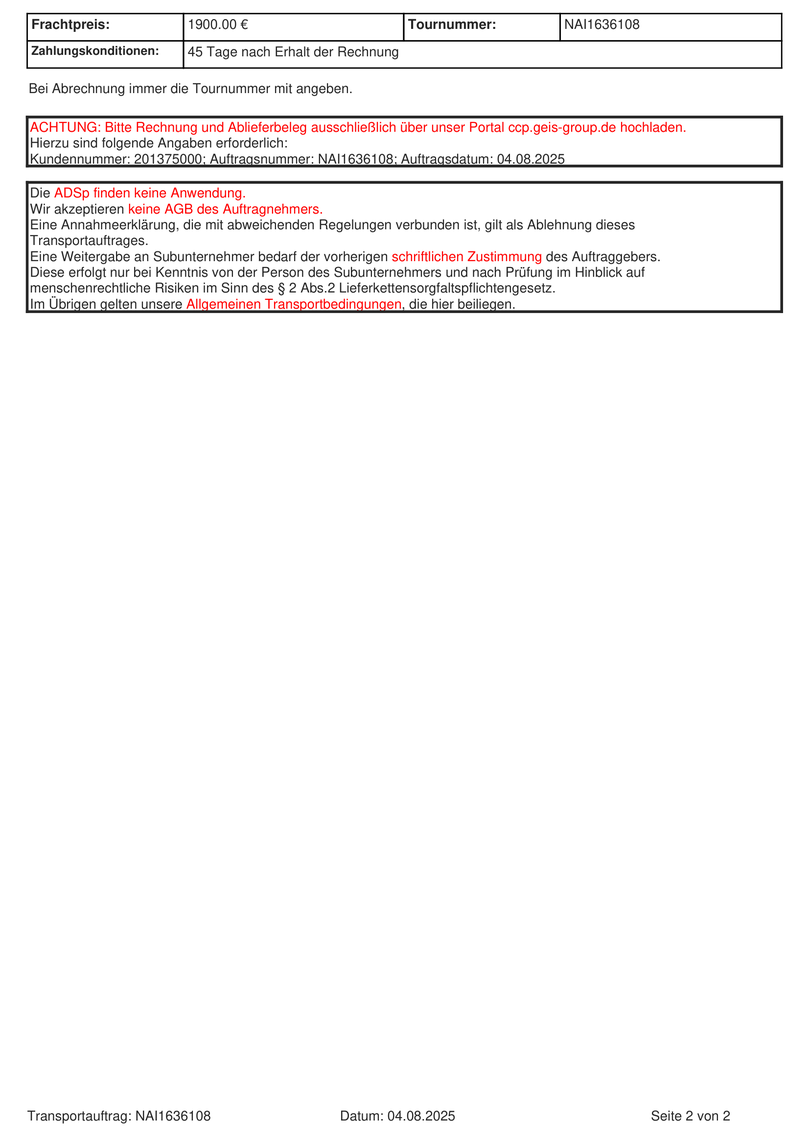 Frachtpreis: 1900.00 € Tournummer: NAI1636108
Zahlungskonditionen: 45 Tage nach Erhalt der Rechnung
Bei Abrechnung immer die Tournummer mit angeben.
ACHTUNG: Bitte Rechnung und Ablieferbeleg ausschließlich über unser Portal ccp.geis-group.de hochladen.
Hierzu sind folgende Angaben erforderlich:
Kundennummer: 201375000; Auftragsnummer: NAI1636108; Auftragsdatum: 04.08.2025
Die ADSp finden keine Anwendung.
Wir akzeptieren keine AGB des Auftragnehmers.
Eine Annahmeerklärung, die mit abweichenden Regelungen verbunden ist, gilt als Ablehnung dieses
Transportauftrages.
Eine Weitergabe an Subunternehmer bedarf der vorherigen schriftlichen Zustimmung des Auftraggebers.
Diese erfolgt nur bei Kenntnis von der Person des Subunternehmers und nach Prüfung im Hinblick auf
menschenrechtliche Risiken im Sinn des § 2 Abs.2 Lieferkettensorgfaltspflichtengesetz.
Im Übrigen gelten unsere Allgemeinen Transportbedingungen, die hier beiliegen.
Transportauftrag: NAI1636108 Datum: 04.08.2025 Seite 2 von 2